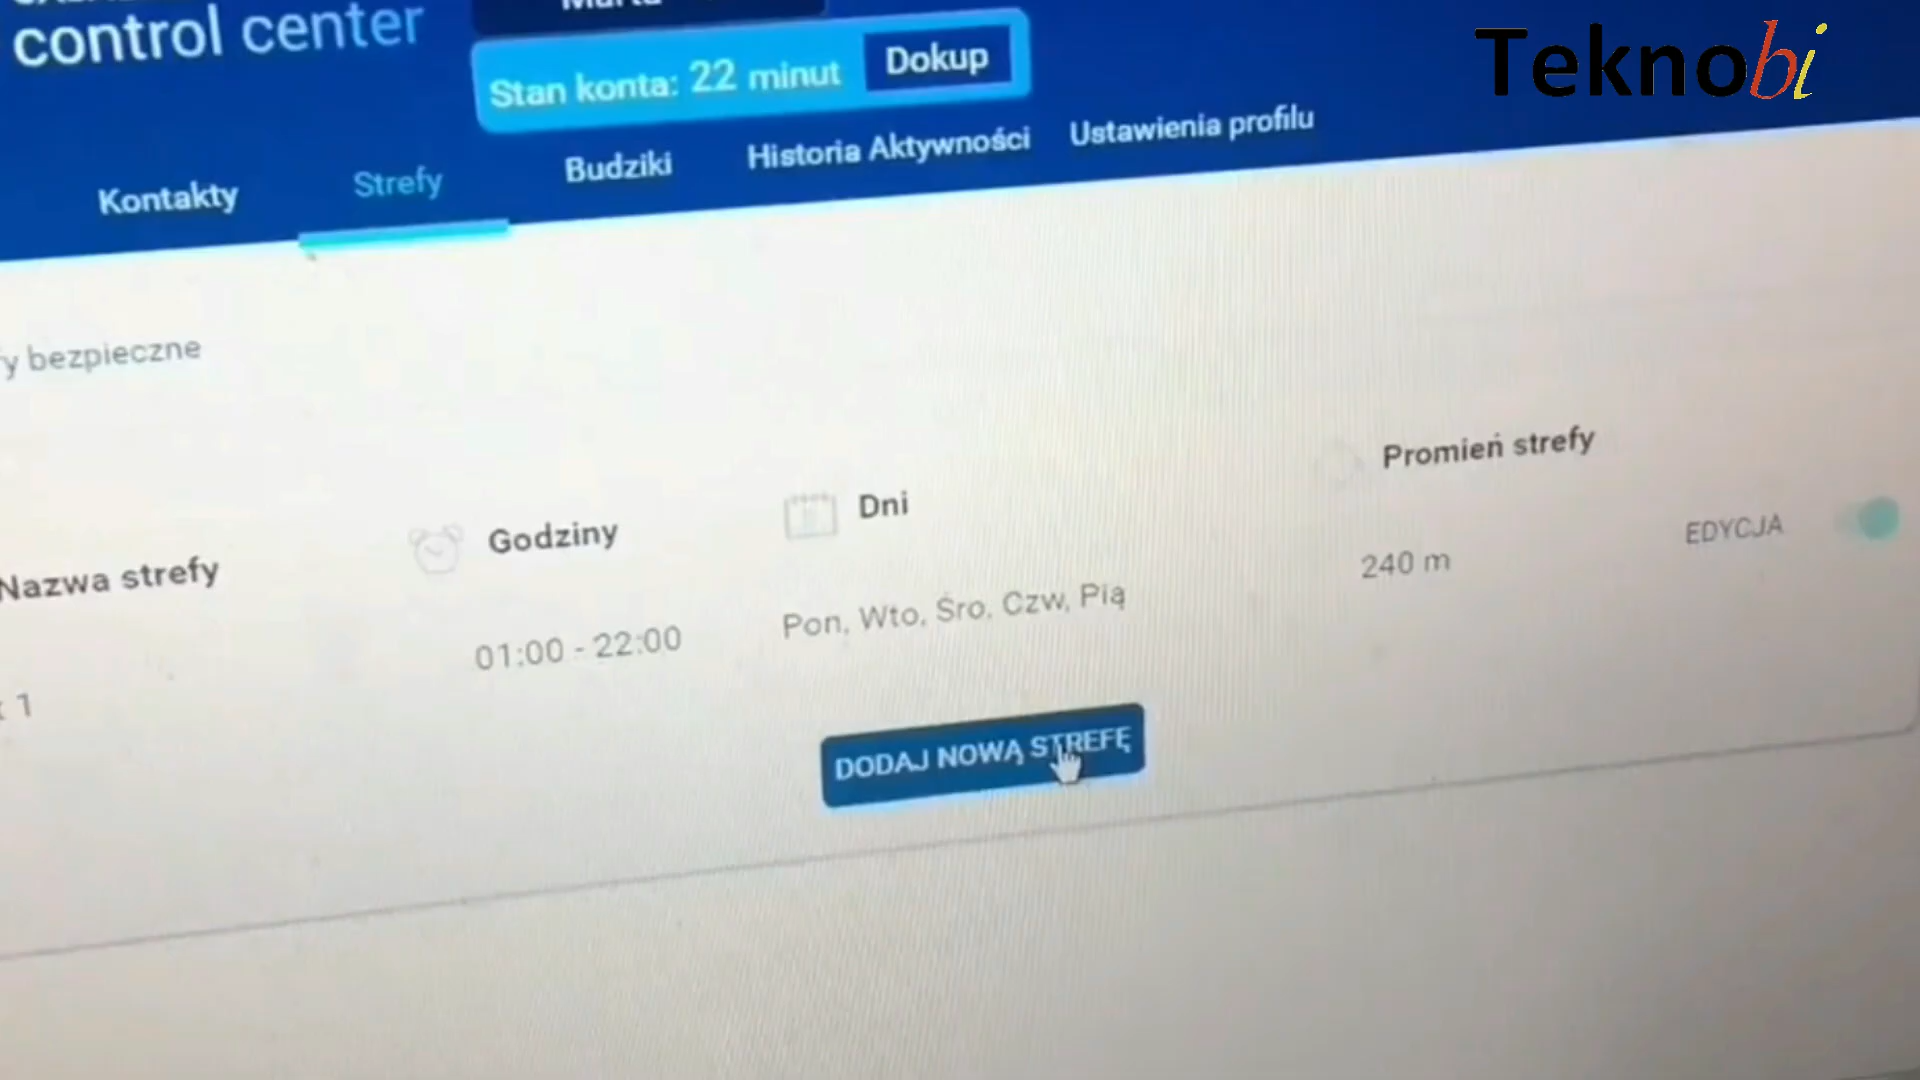 control center
Stan konta: 22 minut
Dokup
Teknobi
Kontakty
Strefy
Budziki
Historia Aktywności
Ustawienia profilu
bezpieczne
Nazwa strefy
Godziny
Dni
Promień strefy
1
01:00 - 22:00
Pon, Wto, Śro, Czw, Pią
240 m
EDYCJA
DODAJ NOWĄ STREFĘ